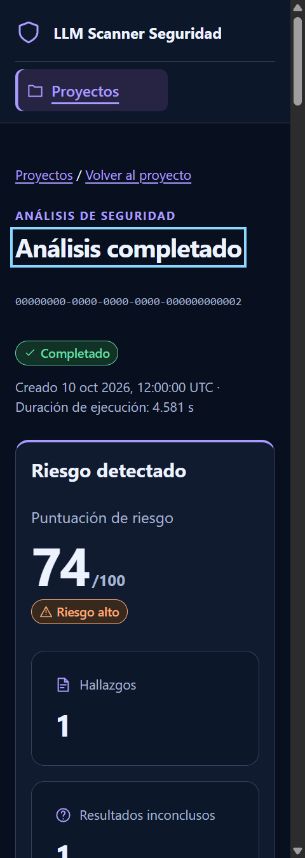 LLM Scanner Seguridad
Proyectos
Proyectos / Volver al proyecto
ANÁLISIS DE SEGURIDAD
Análisis completado
00000000-0000-0000-0000-000000000002
Completado
Creado 10 oct 2026, 12:00:00 UTC ·
Duración de ejecución: 4.581 s
Riesgo detectado
Puntuación de riesgo
74/100
Riesgo alto
Hallazgos
1
Resultados inconclusos
1